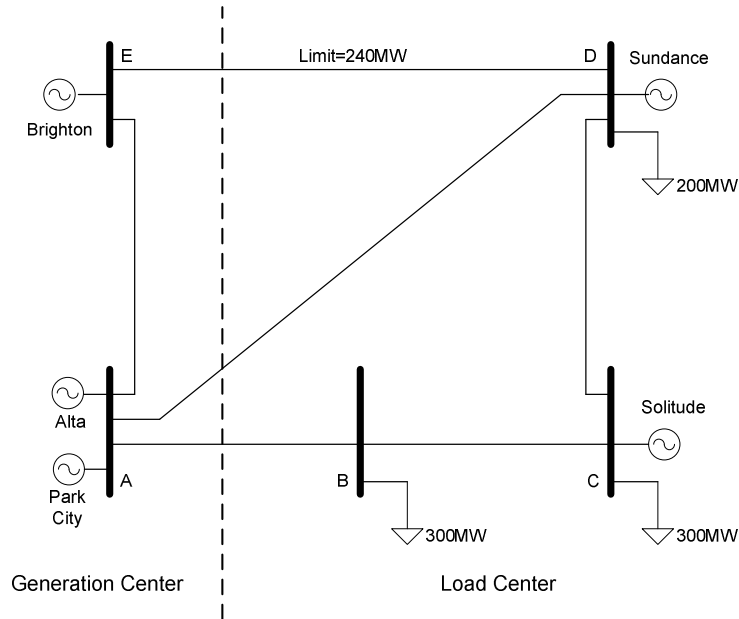 E
Limit=240MW
D
Sundance
Brighton
200MW
Alta
Solitude
Park
City
A
B
C
300MW
300MW
Generation Center
Load Center